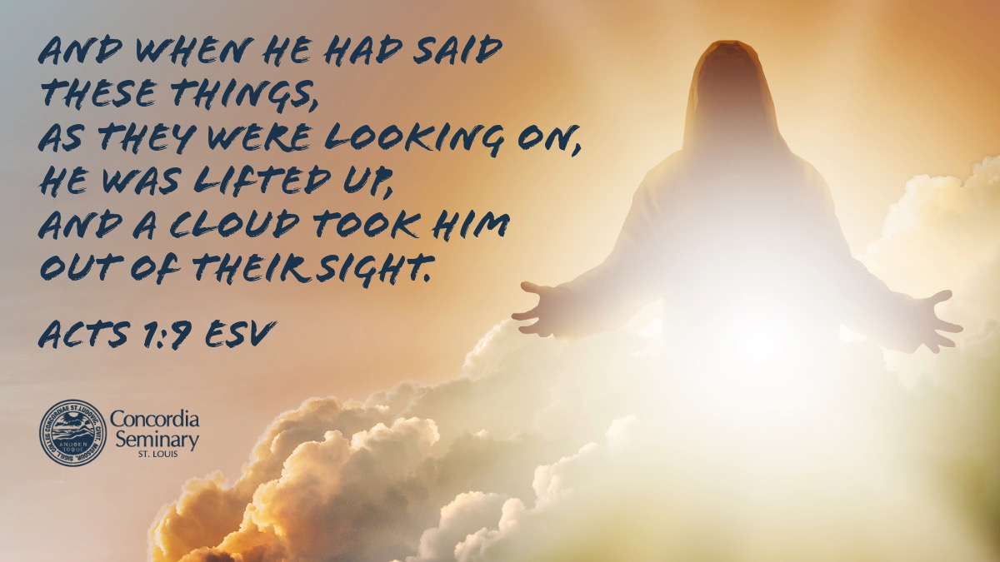 AND WHEN HE HAD SAID
THESE THINGS,
AS THEY WERE LOOKING ON,
HE WAS LIFTED UP,
AND A CLOUD TOOK HIM
OUT OF THEIR SIGHT.
ACTS 1:9 ESV
Concordia
Seminary
ST. LOUIS